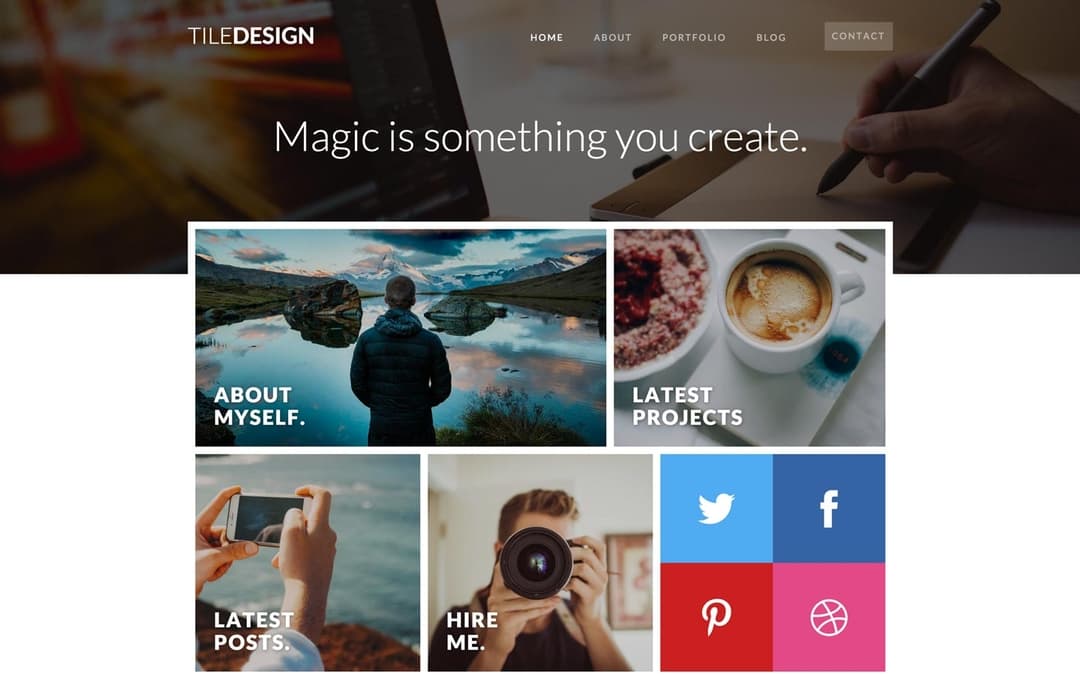 TILEDESIGN
HOME ABOUT PORTFOLIO BLOG CONTACT
Magic is something you create.
ABOUT
MYSELF.
LATEST
PROJECTS
LATEST
POSTS.
HIRE
ME.